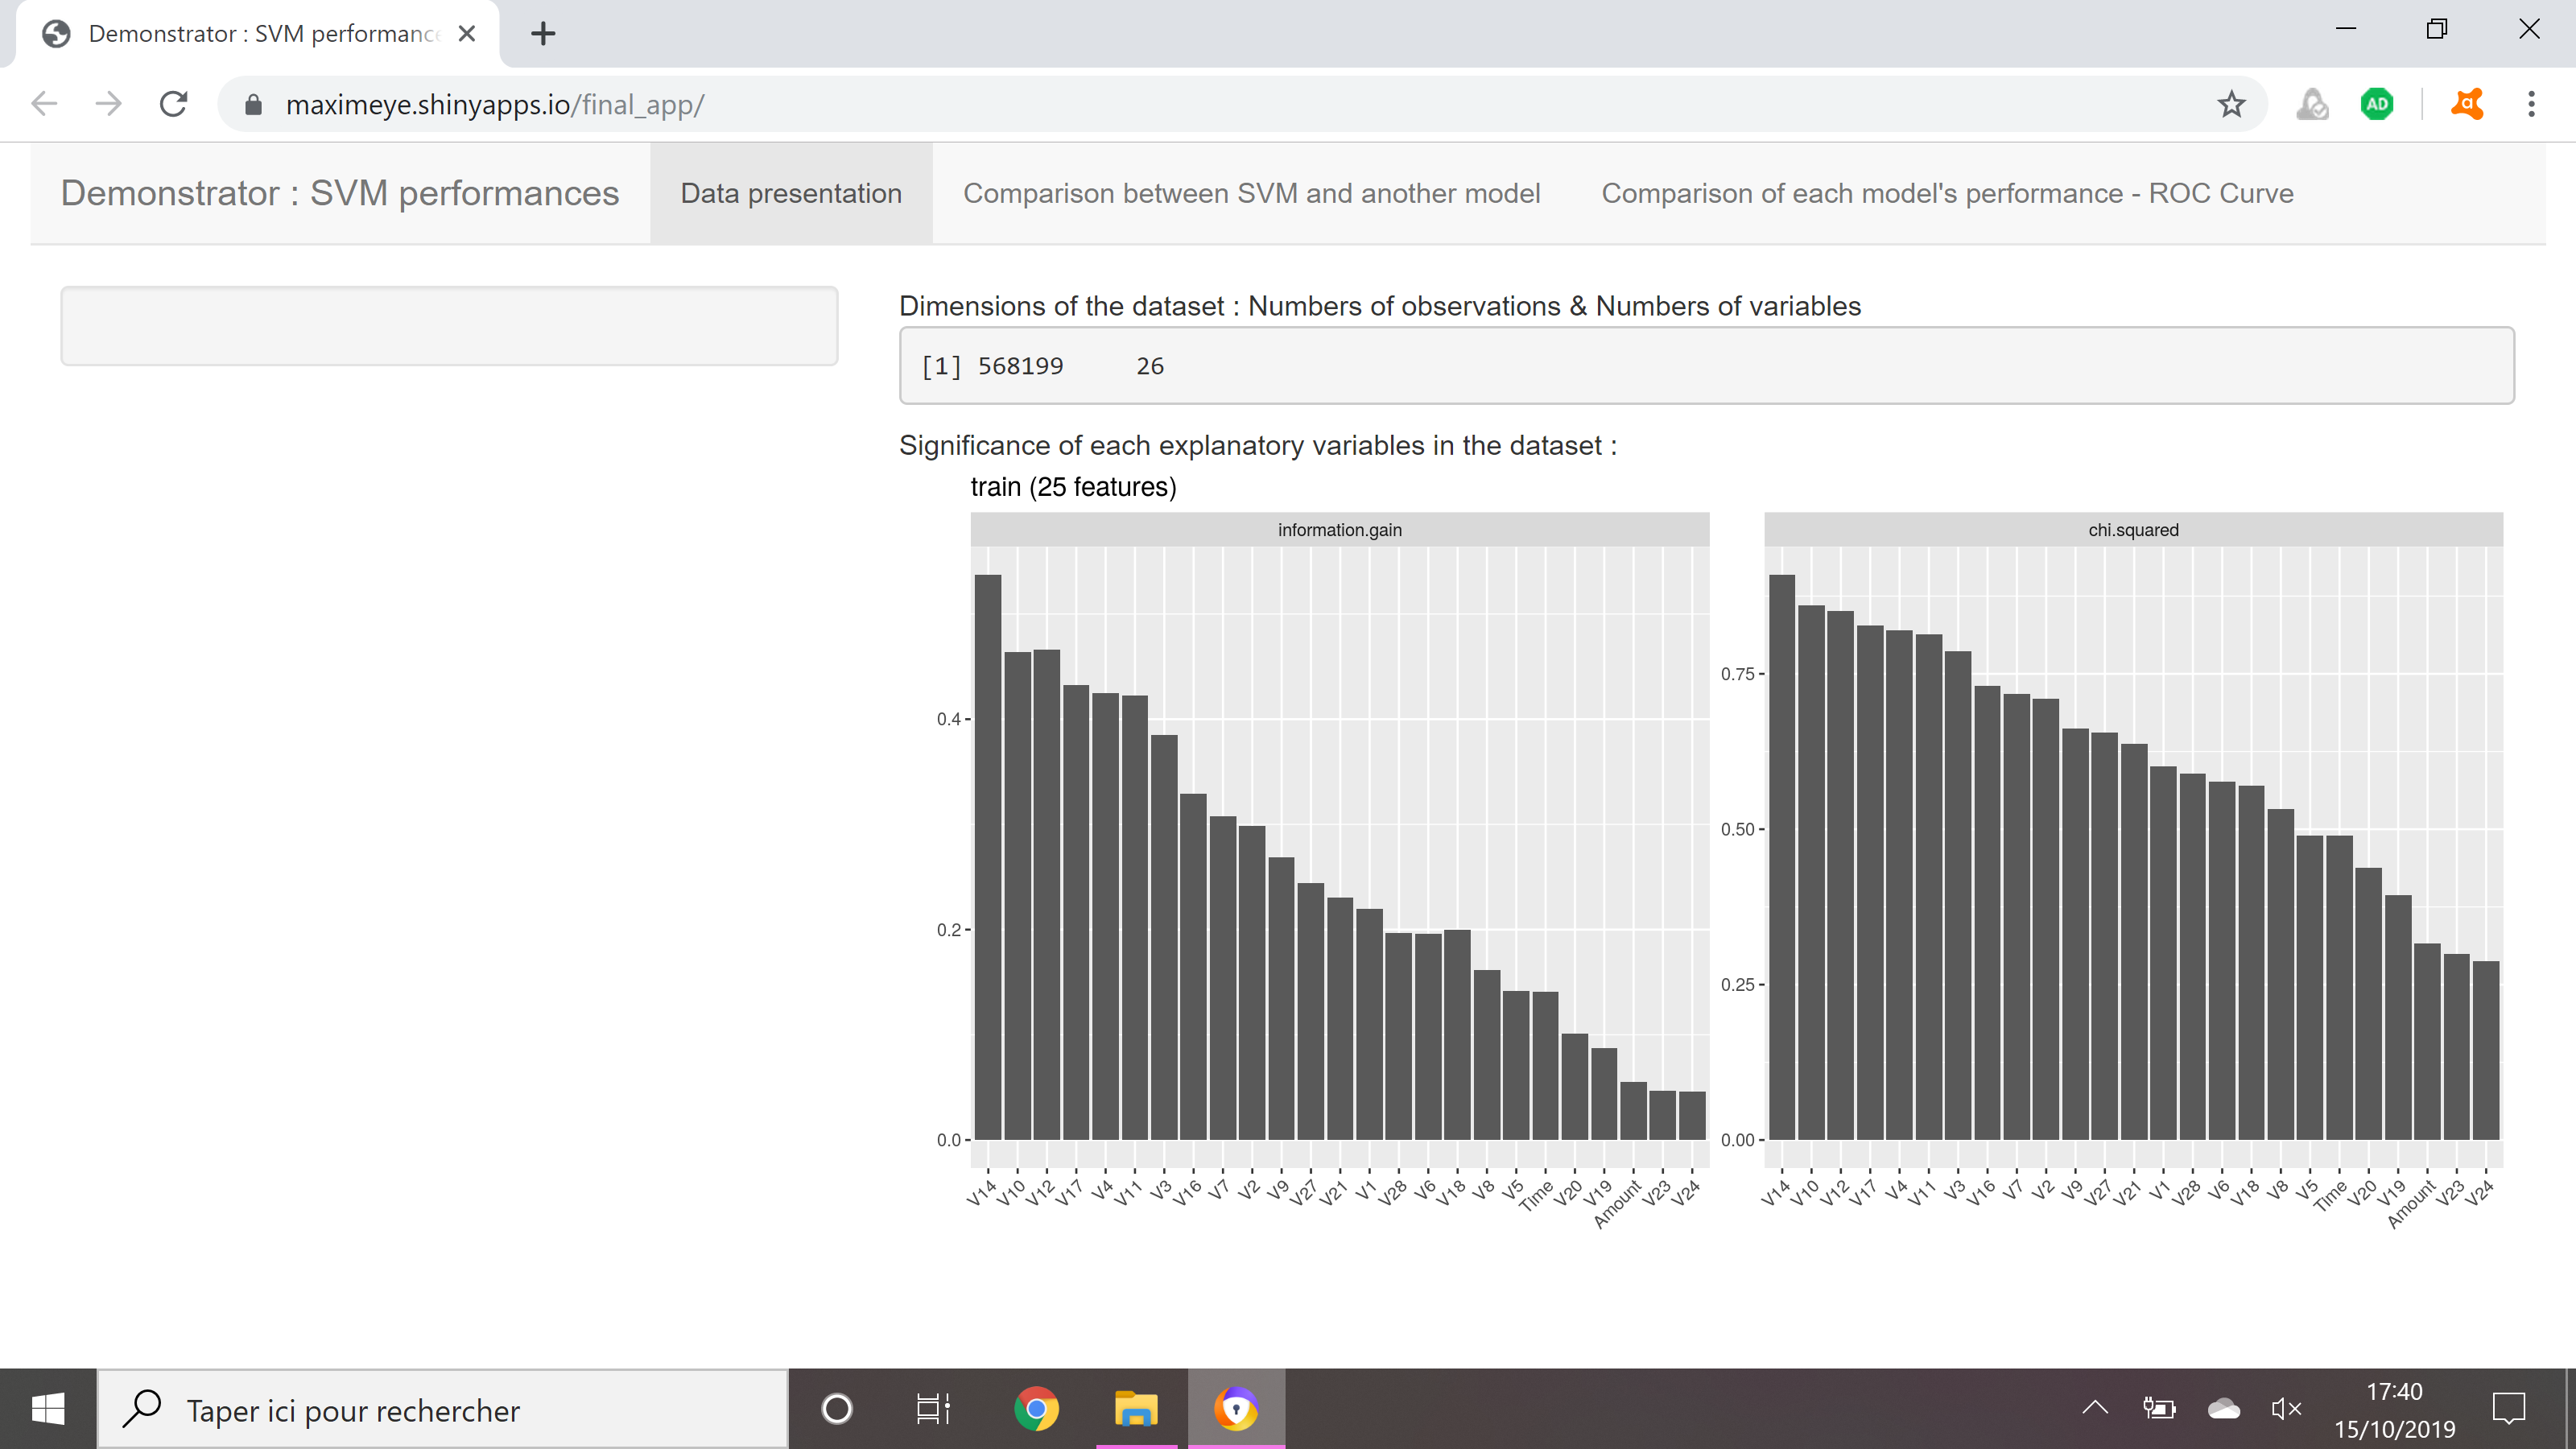 Demonstrator : SVM performanc
maximeye.shinyapps.io/final_app/
AD
Demonstrator : SVM performances
Data presentation
Comparison between SVM and another model
Comparison of each model's performance - ROC Curve
Dimensions of the dataset : Numbers of observations & Numbers of variables
[1] 568199     26
Significance of each explanatory variables in the dataset :
train (25 features)
information.gain
0.4
0.2
0.0
V14 V10 V12 V17 V4 V11 V3 V16 V7 V2 V9 V27 V21 V1 V28 V6 V18 V8 V5 Time V20 V19 Amount V23 V24
chi.squared
0.75
0.50
0.25
0.00
V14 V10 V12 V17 V4 V11 V3 V16 V7 V2 V9 V27 V21 V1 V28 V6 V18 V8 V5 Time V20 V19 Amount V23 V24
Taper ici pour rechercher
17:40
15/10/2019